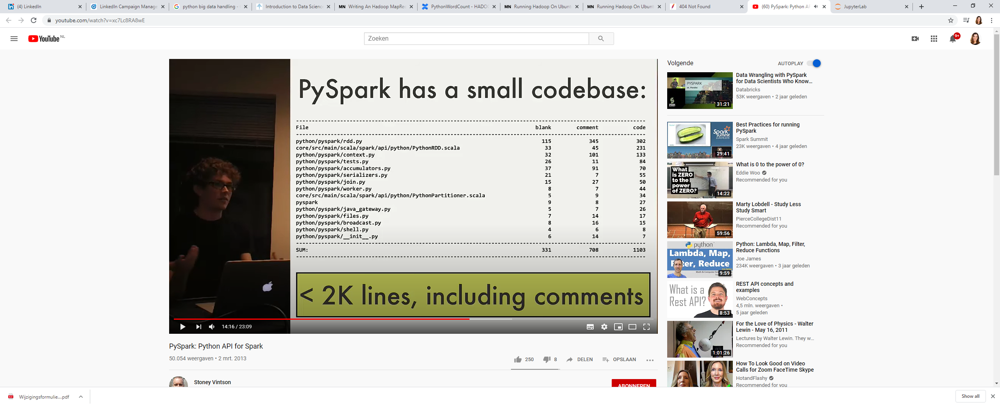 (4) LinkedIn
LinkedIn Campaign Manage
python big data handling -
Introduction to Data Science
MN Writing An Hadoop MapRec
PythonWordCount - HADOO
MN Running Hadoop On Ubunt
MN Running Hadoop On Ubunt
404 Not Found
(60) PySpark: Python AP
JupyterLab
youtube.com/watch?v=xc7Lc8RA8wE
YouTube NL
Zoeken
9+
PySpark has a small codebase:
File blank comment code
python/pyspark/rdd.py 115 345 302
core/src/main/scala/spark/api/python/PythonRDD.scala 33 45 231
python/pyspark/context.py 32 101 133
python/pyspark/tests.py 26 11 84
python/pyspark/accumulators.py 37 91 70
python/pyspark/serializers.py 21 7 55
python/pyspark/join.py 15 27 50
python/pyspark/worker.py 8 7 44
core/src/main/scala/spark/api/python/PythonPartitioner.scala 5 9 34
pyspark 9 8 27
python/pyspark/java_gateway.py 5 7 26
python/pyspark/files.py 7 14 17
python/pyspark/broadcast.py 8 16 15
python/pyspark/shell.py 4 6 8
python/pyspark/__init__.py 6 14 7
SUM: 331 708 1103
< 2K lines, including comments
14:16 / 23:09
PySpark: Python API for Spark
50.054 weergaven • 2 mrt. 2013
250
8
DELEN
OPSLAAN
Stoney Vintson
ABONNEREN
Volgende
AUTOPLAY
PYSPARK
vs. Pandas
SPARK
SUMMIT
31:21
Data Wrangling with PySpark
for Data Scientists Who Know...
Databricks
53K weergaven • 2 jaar geleden
Spark
Summit
EUROPE 2015
29:41
Best Practices for running
PySpark
Spark Summit
23K weergaven • 4 jaar geleden
What
is ZERO
to the
power
of ZERO?
14:22
What is 0 to the power of 0?
Eddie Woo
Recommended for you
59:56
Marty Lobdell - Study Less
Study Smart
PierceCollegeDist11
Recommended for you
python
Lambda, Map,
Filter, Reduce
Joe James
9:59
Python: Lambda, Map, Filter,
Reduce Functions
Joe James
234K weergaven • 3 jaar geleden
What is a
Rest API?
8:53
REST API concepts and
examples
WebConcepts
4,5 mln. weergaven •
5 jaar geleden
1:01:26
For the Love of Physics - Walter
Lewin - May 16, 2011
Lectures by Walter Lewin. They w...
Recommended for you
How To Look Good on Video
Calls for Zoom FaceTime Skype
HotandFlashy
Recommended for you
Wijzigingsformulie....pdf
Show all